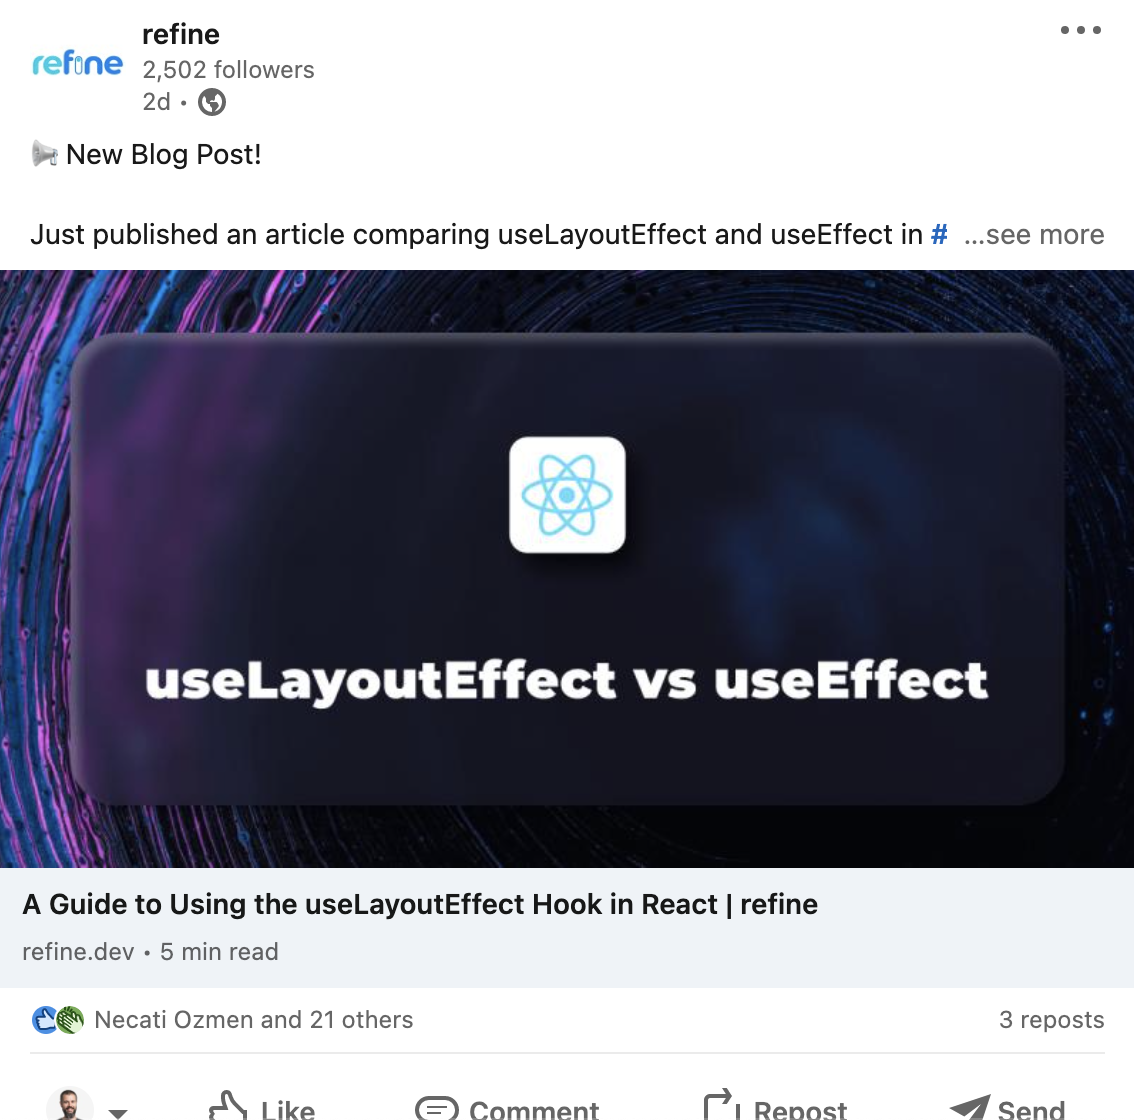 refine
refine
2,502 followers
2d •
New Blog Post!
Just published an article comparing useLayoutEffect and useEffect in # ...see more
useLayoutEffect vs useEffect
A Guide to Using the useLayoutEffect Hook in React | refine
refine.dev • 5 min read
Necati Ozmen and 21 others
3 reposts
Like
Comment
Repost
Send